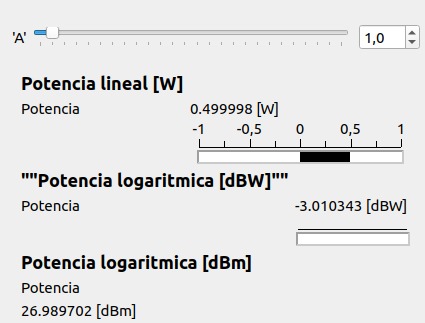 'A' 1,0
Potencia lineal [W]
Potencia 0.499998 [W]
-1 -0,5 0 0,5 1
""Potencia logaritmica [dBW]""
Potencia -3.010343 [dBW]
Potencia logaritmica [dBm]
Potencia
26.989702 [dBm]